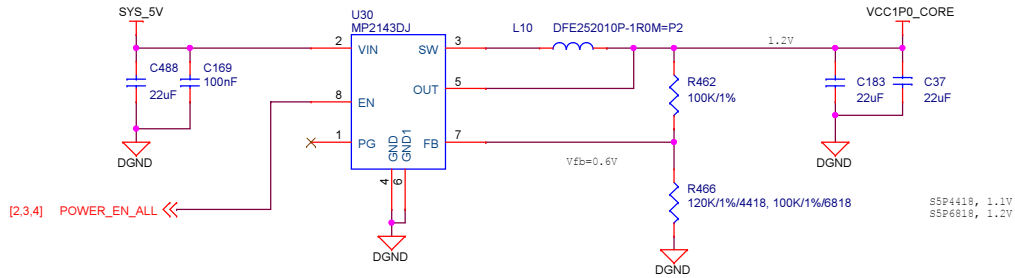 SYS_5V
U30
MP2143DJ
L10 DFE252010P-1R0M=P2
VCC1P0_CORE
2 VIN SW 3
1.2V
C488
22uF
C169
100nF
OUT 5
R462
100K/1%
C183
22uF
C37
22uF
8 EN
1 PG GND GND1 FB 7
DGND
DGND
Vfb=0.6V
4 6
R466
120K/1%/4418, 100K/1%/6818
[2,3,4] POWER_EN_ALL
S5P4418, 1.1V
S5P6818, 1.2V
DGND
DGND